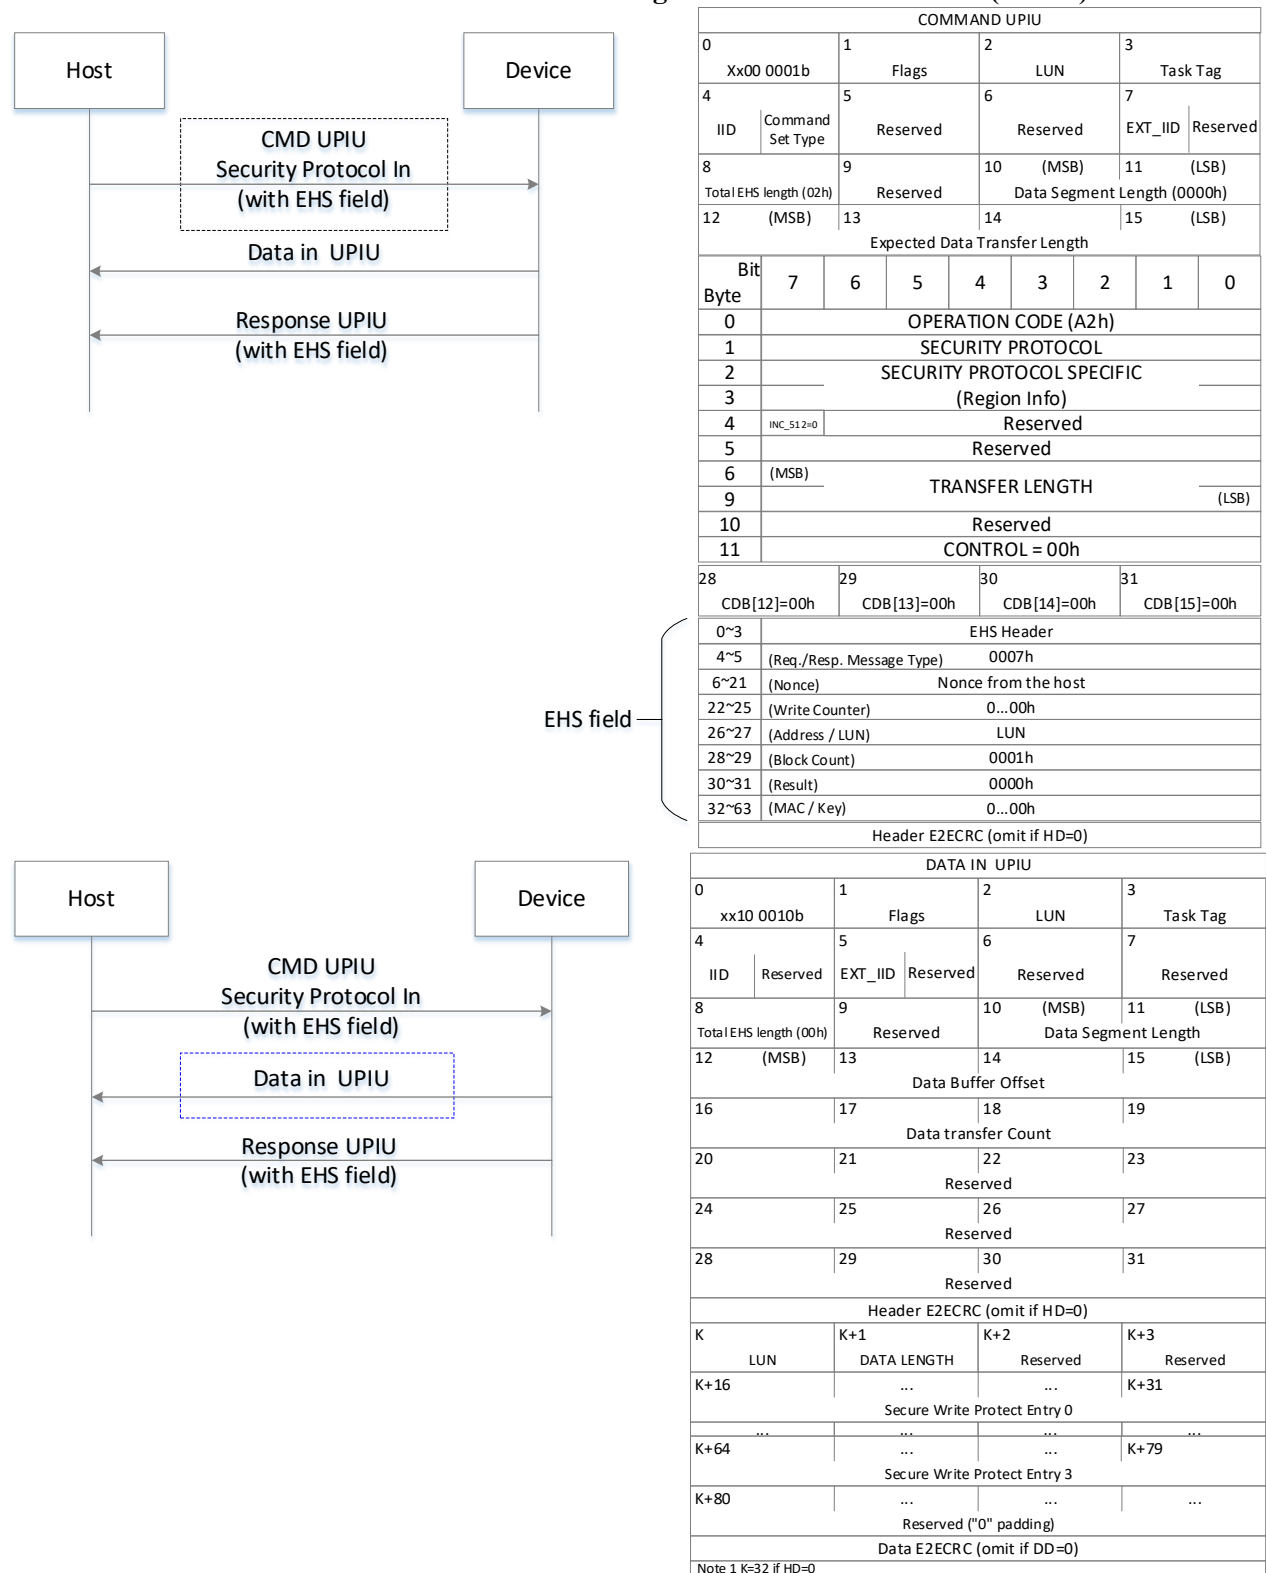 Host
Device
CMD UPIU
Security Protocol In
(with EHS field)
Data in UPIU
Response UPIU
(with EHS field)
COMMAND UPIU
0 1 2 3
Xx00 0001b Flags LUN Task Tag
4 5 6 7
IID Command Set Type Reserved Reserved EXT_IID Reserved
8 9 10 (MSB) 11 (LSB)
Total EHS length (02h) Reserved Data Segment Length (0000h)
12 (MSB) 13 14 15 (LSB)
Expected Data Transfer Length
Bit
Byte 7 6 5 4 3 2 1 0
0 OPERATION CODE (A2h)
1 SECURITY PROTOCOL
2 SECURITY PROTOCOL SPECIFIC
3 (Region Info)
4 INC_512=0 Reserved
5 Reserved
6 (MSB)
TRANSFER LENGTH
9 (LSB)
10 Reserved
11 CONTROL = 00h
28 29 30 31
CDB[12]=00h CDB[13]=00h CDB[14]=00h CDB[15]=00h
EHS field
0~3 EHS Header
4~5 (Req./Resp. Message Type) 0007h
6~21 (Nonce) Nonce from the host
22~25 (Write Counter) 0...00h
26~27 (Address / LUN) LUN
28~29 (Block Count) 0001h
30~31 (Result) 0000h
32~63 (MAC / Key) 0...00h
Header E2ECRC (omit if HD=0)
Host
Device
CMD UPIU
Security Protocol In
(with EHS field)
Data in UPIU
Response UPIU
(with EHS field)
DATA IN UPIU
0 1 2 3
xx10 0010b Flags LUN Task Tag
4 5 6 7
IID Reserved EXT_IID Reserved Reserved Reserved
8 9 10 (MSB) 11 (LSB)
Total EHS length (00h) Reserved Data Segment Length
12 (MSB) 13 14 15 (LSB)
Data Buffer Offset
16 17 18 19
Data transfer Count
20 21 22 23
Reserved
24 25 26 27
Reserved
28 29 30 31
Reserved
Header E2ECRC (omit if HD=0)
K K+1 K+2 K+3
LUN DATA LENGTH Reserved Reserved
K+16 ... ... K+31
Secure Write Protect Entry 0
... ... ... ...
K+64 ... ... K+79
Secure Write Protect Entry 3
K+80 ... ... ...
Reserved ("0" padding)
Data E2ECRC (omit if DD=0)
Note 1 K=32 if HD=0